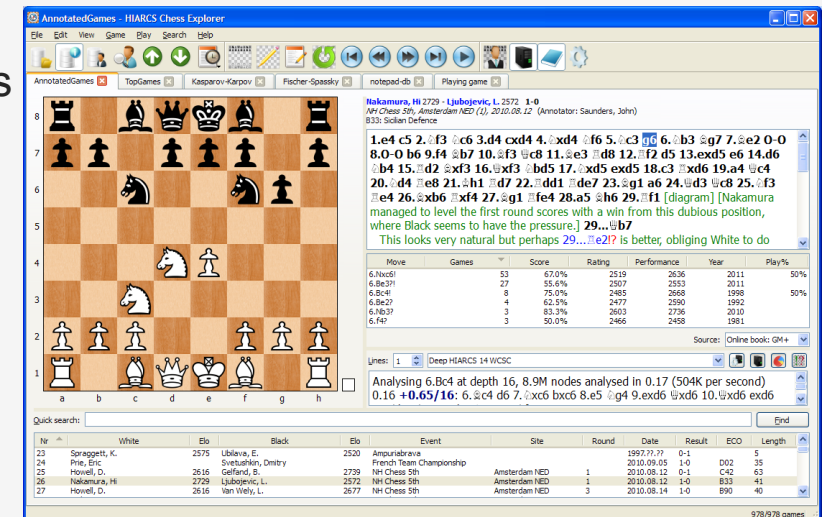 s
AnnotatedGames - HIARCS Chess Explorer
File Edit View Game Play Search Help
AnnotatedGames TopGames Kasparov-Karpov Fischer-Spassky notepad-db Playing game
8
7
6
5
4
3
2
1
a b c d e f g h
Nakamura, Hi 2729 - Ljubojevic, L. 2572 1-0
NH Chess 5th, Amsterdam NED (1), 2010.08.12 (Annotator: Saunders, John)
B33: Sicilian Defence
1.e4 c5 2.♘f3 ♘c6 3.d4 cxd4 4.♘xd4 ♘f6 5.♘c3 g6 6.♘b3 ♗g7 7.♗e2 0-0
8.0-0 b6 9.f4 ♗b7 10.♗f3 ♕c8 11.♗e3 ♖d8 12.♖f2 d5 13.exd5 e6 14.d6
♘b4 15.♖d2 ♗xf3 16.♕xf3 ♘bd5 17.♘xd5 exd5 18.c3 ♖xd6 19.a4 ♕c4
20.♘d4 ♖e8 21.♔h1 ♖d7 22.♖dd1 ♖de7 23.♗g1 a6 24.♕d3 ♕c8 25.♘f3
♖e4 26.♗xb6 ♖xf4 27.♗g1 ♖fe4 28.a5 ♗h6 29.♖f1 [diagram] [Nakamura
managed to level the first round scores with a win from this dubious position,
where Black seems to have the pressure.] 29...♕b7
This looks very natural but perhaps 29...♖e2!? is better, obliging White to do
Move Games Score Rating Performance Year Play%
6.Nxc6! 53 67.0% 2519 2636 2011 50%
6.Be3?! 27 55.6% 2507 2553 2011
6.Bc4! 8 75.0% 2485 2668 1998 50%
6.Be2? 4 62.5% 2477 2590 1992
6.Nb3? 3 83.3% 2603 2736 2010
6.f4? 3 50.0% 2466 2458 1981
Source: Online book: GM+
Lines: 1 Deep HIARCS 14 WCSC
Analysing 6.Bc4 at depth 16, 8.9M nodes analysed in 0.17 (504K per second)
0.16 +0.65/16: 6.♗c4 d6 7.♘xc6 bxc6 8.e5 ♘g4 9.exd6 ♕xd6 10.♕xd6 exd6
Quick search: Find
Nr White Elo Black Elo Event Site Round Date Result ECO Length
23 Spraggett, K. 2575 Ubilava, E. 2520 Ampuriabrava 1997.??.?? 0-1 5
24 Prie, Eric Svetushkin, Dmitry French Team Championship 2010.09.05 1-0 D02 35
25 Howell, D. 2616 Gelfand, B. 2739 NH Chess 5th Amsterdam NED 1 2010.08.12 0-1 C42 63
26 Nakamura, Hi 2729 Ljubojevic, L. 2572 NH Chess 5th Amsterdam NED 1 2010.08.12 1-0 B33 41
27 Howell, D. 2616 Van Wely, L. 2677 NH Chess 5th Amsterdam NED 3 2010.08.14 1-0 B90 40
978/978 games